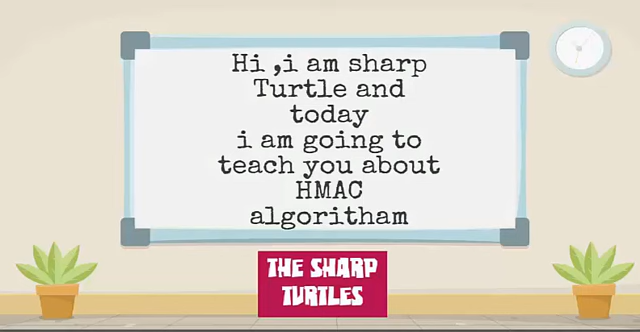 Hi ,i am sharp
Turtle and
today
i am going to
teach you about
HMAC
algoritham
THE SHARP
TURTLES